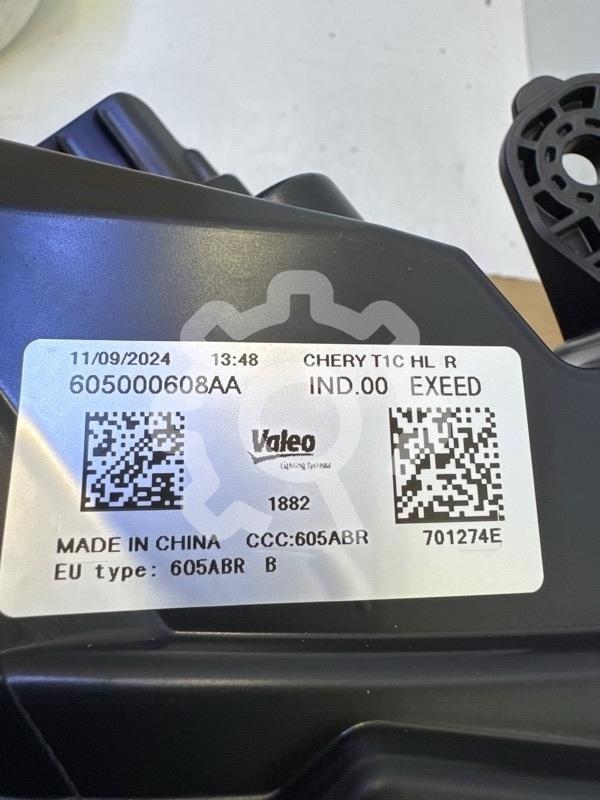 11/09/2024 13:48 CHERY T1C HL R
605000608AA IND.00 EXEED
Valeo
Lighting Systems
1882
MADE IN CHINA CCC:605ABR 701274E
EU type: 605ABR B